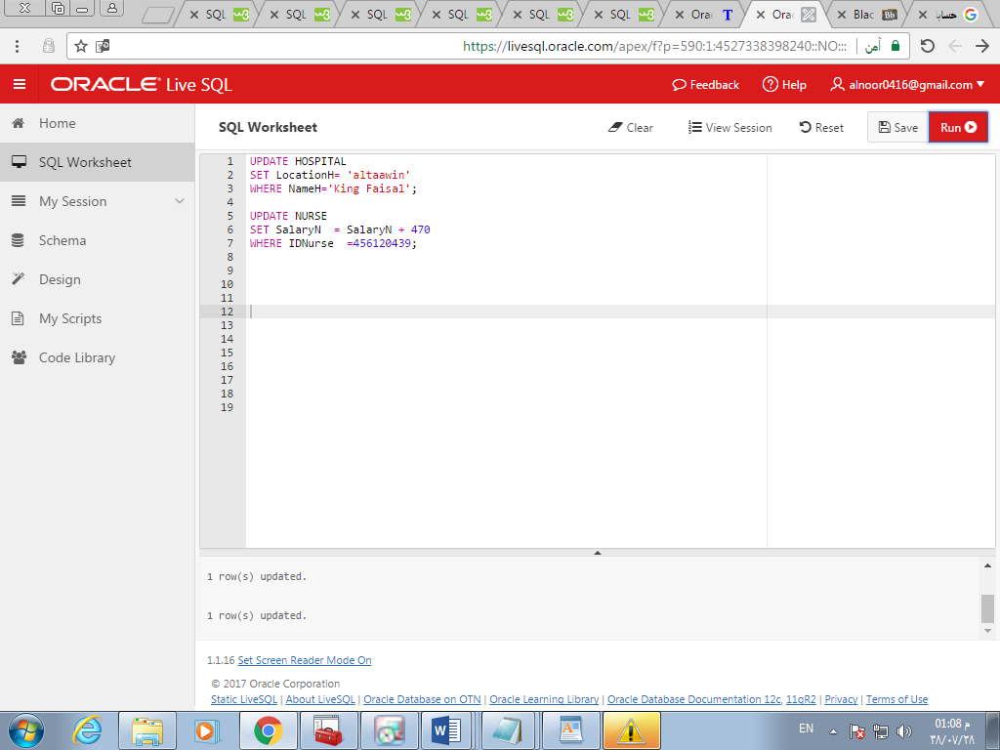 SQL
SQL
SQL
SQL
SQL
SQL
Ora
T
Ora
Blac
Bb
حسابا
G
https://livesql.oracle.com/apex/f?p=590:1:4527338398240::NO:::
آمن
ORACLE Live SQL
Feedback
Help
alnoor0416@gmail.com
Home
SQL Worksheet
My Session
Schema
Design
My Scripts
Code Library
SQL Worksheet
Clear
View Session
Reset
Save
Run
1 UPDATE HOSPITAL
2 SET LocationH= 'altaawin'
3 WHERE NameH='King Faisal';
4
5 UPDATE NURSE
6 SET SalaryN  = SalaryN + 470
7 WHERE IDNurse  =456120439;
8
9
10
11
12
13
14
15
16
17
18
19
1 row(s) updated.
1 row(s) updated.
1.1.16 Set Screen Reader Mode On
© 2017 Oracle Corporation
Static LiveSQL | About LiveSQL | Oracle Database on OTN | Oracle Learning Library | Oracle Database Documentation 12c, 11gR2 | Privacy | Terms of Use
EN
01:08 م
٣٨/٠٧/٢٨